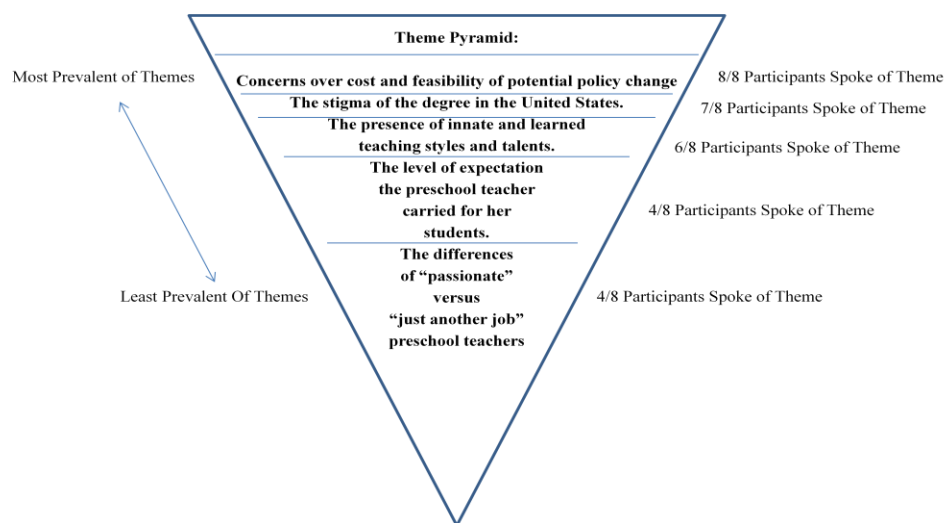 Theme Pyramid:
Most Prevalent of Themes
Concerns over cost and feasibility of potential policy change
8/8 Participants Spoke of Theme
The stigma of the degree in the United States.
7/8 Participants Spoke of Theme
The presence of innate and learned
teaching styles and talents.
6/8 Participants Spoke of Theme
The level of expectation
the preschool teacher
carried for her
students.
4/8 Participants Spoke of Theme
The differences
of “passionate”
versus
“just another job”
preschool teachers
Least Prevalent Of Themes
4/8 Participants Spoke of Theme